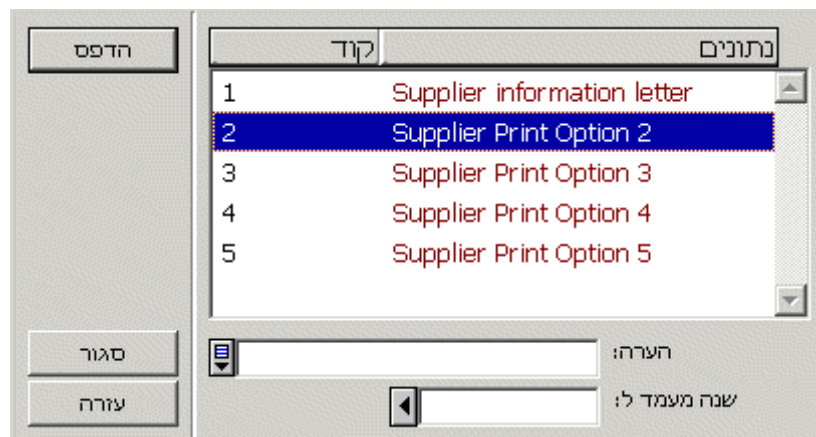 הדפס
קוד
נתונים
1 Supplier information letter
2 Supplier Print Option 2
3 Supplier Print Option 3
4 Supplier Print Option 4
5 Supplier Print Option 5
סגור
הערה:
עזרה
שנה מעמד ל: